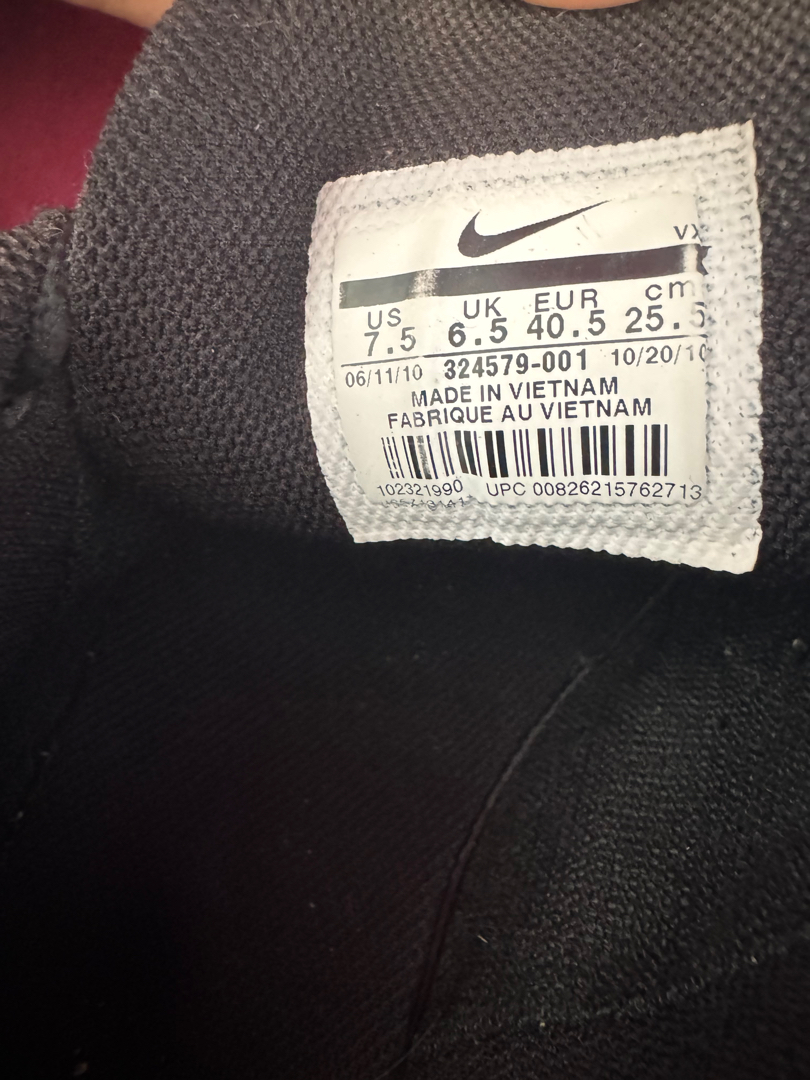 VX
US UK EUR cm
7.5 6.5 40.5 25.5
06/11/10 324579-001 10/20/10
MADE IN VIETNAM
FABRIQUE AU VIETNAM
102321990 UPC 00826215762713